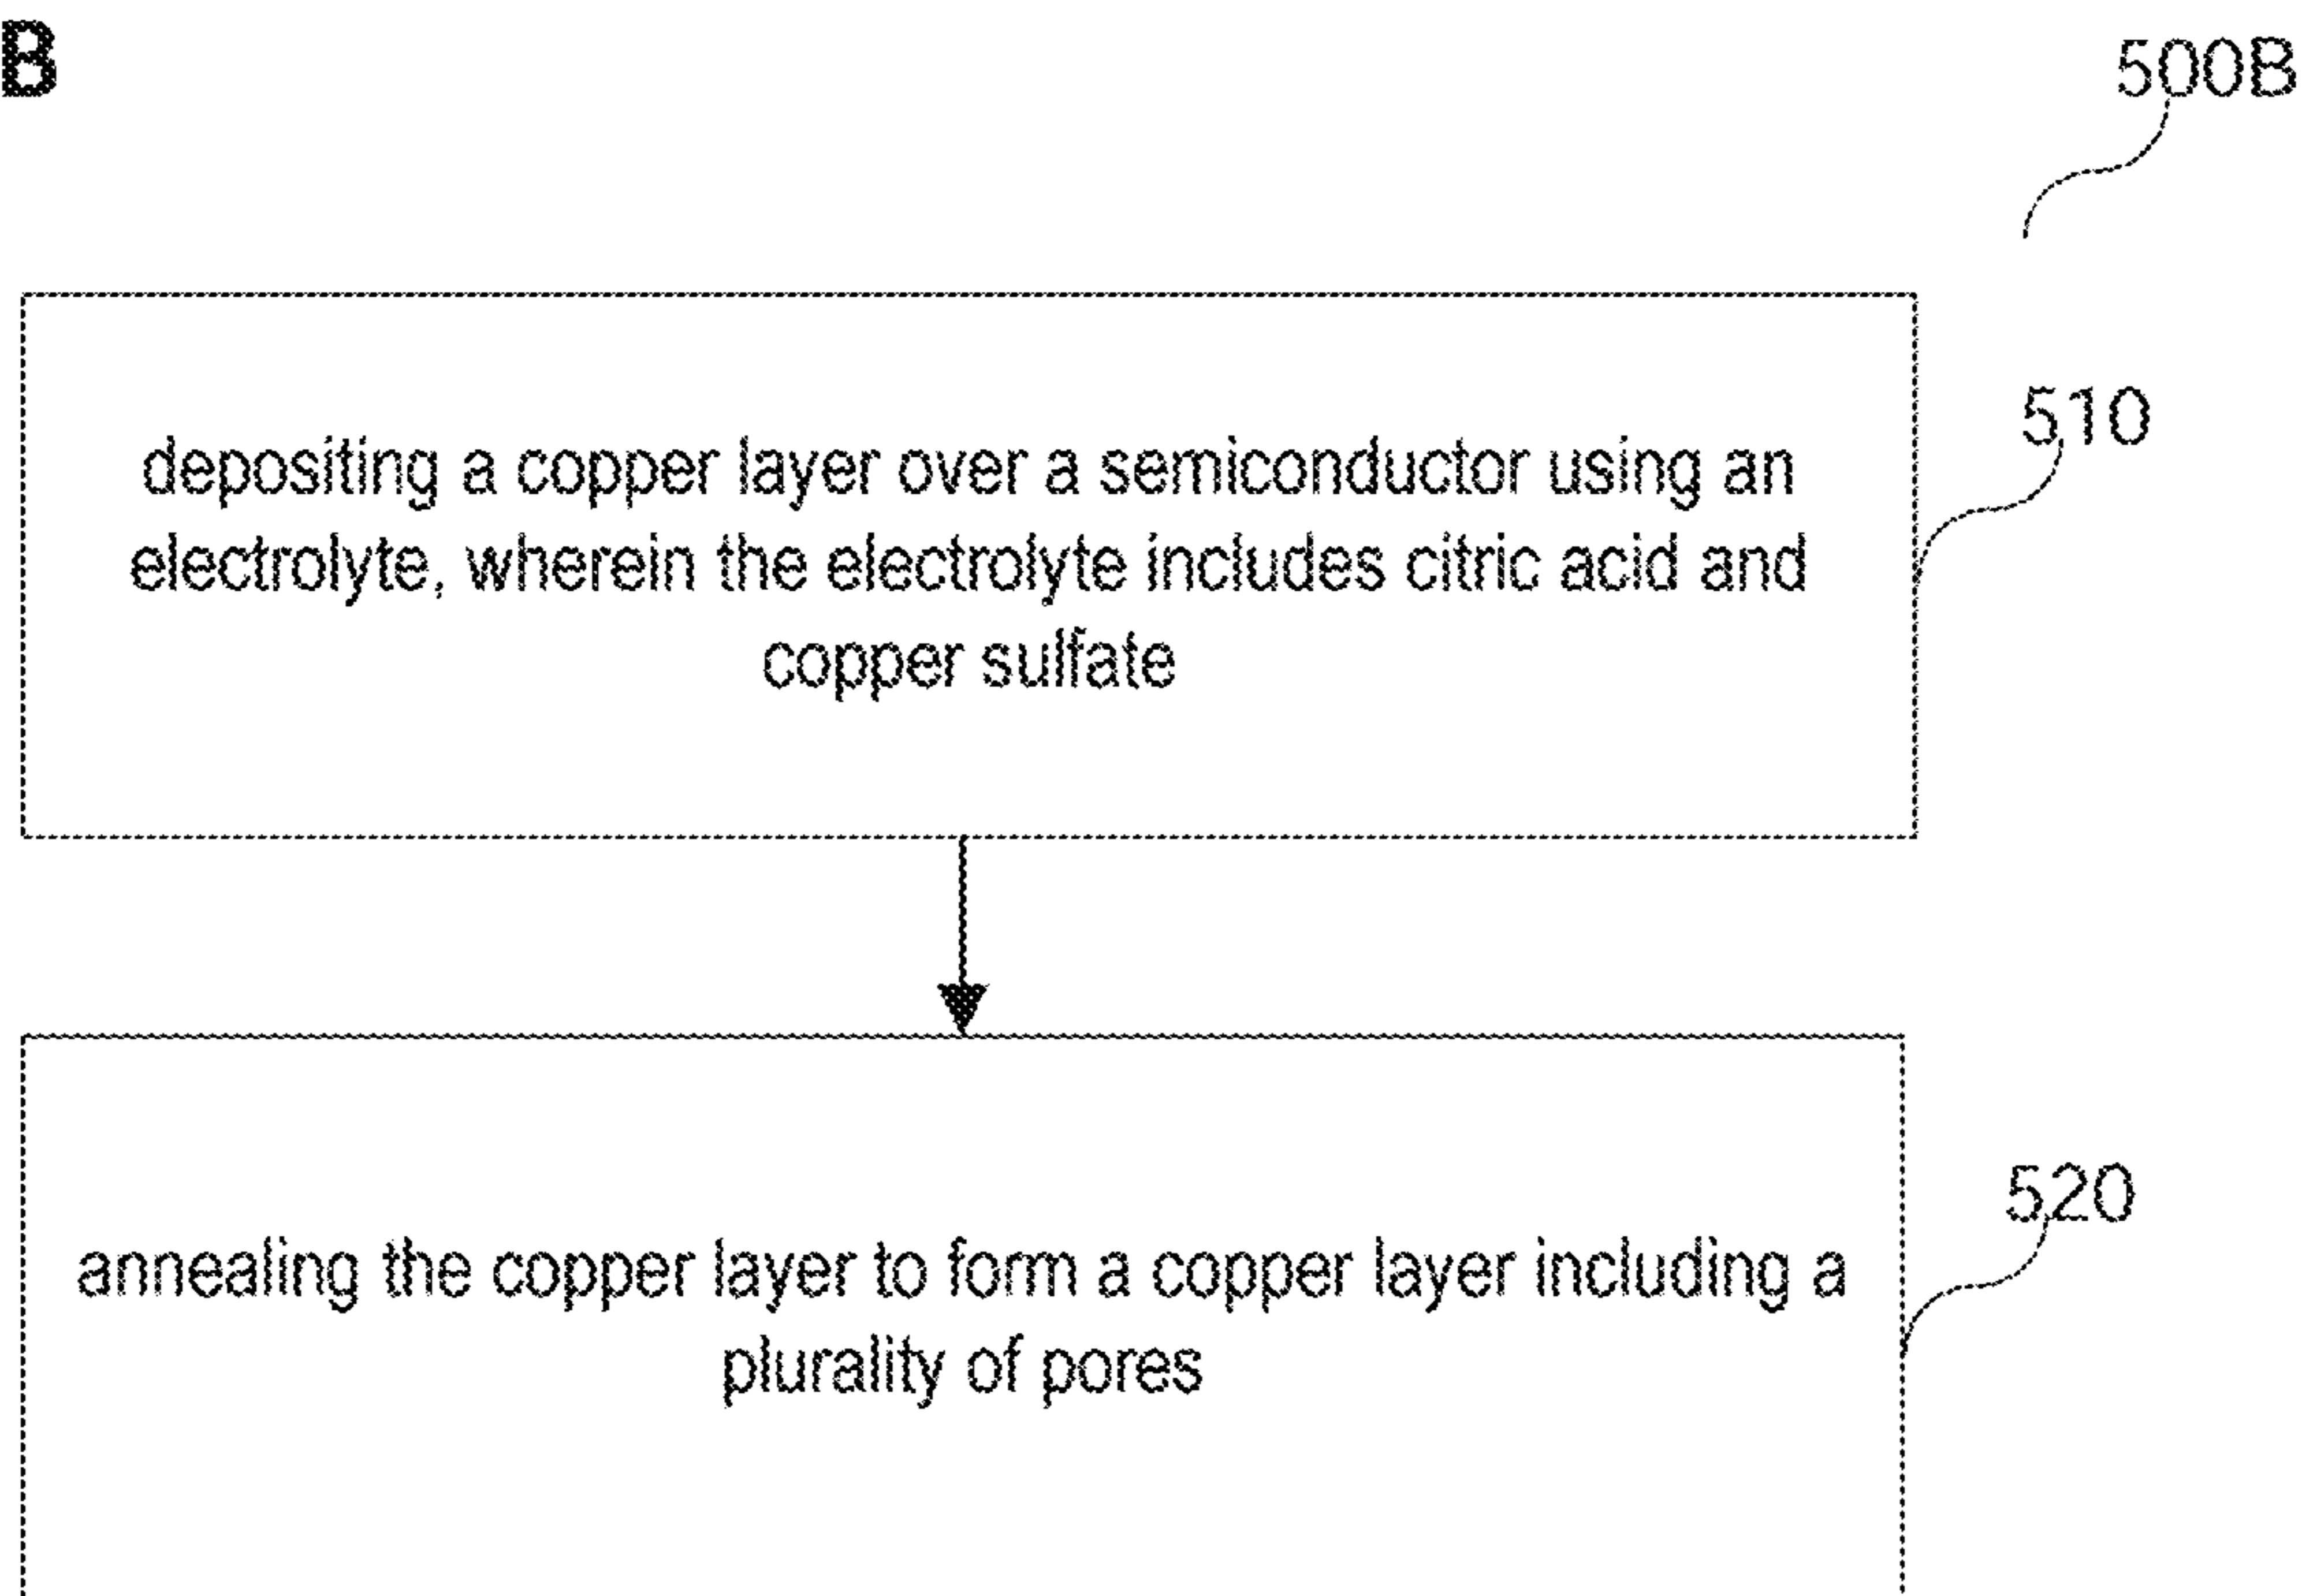 B
500B
510
depositing a copper layer over a semiconductor using an
electrolyte, wherein the electrolyte includes citric acid and
copper sulfate
520
annealing the copper layer to form a copper layer including a
plurality of pores